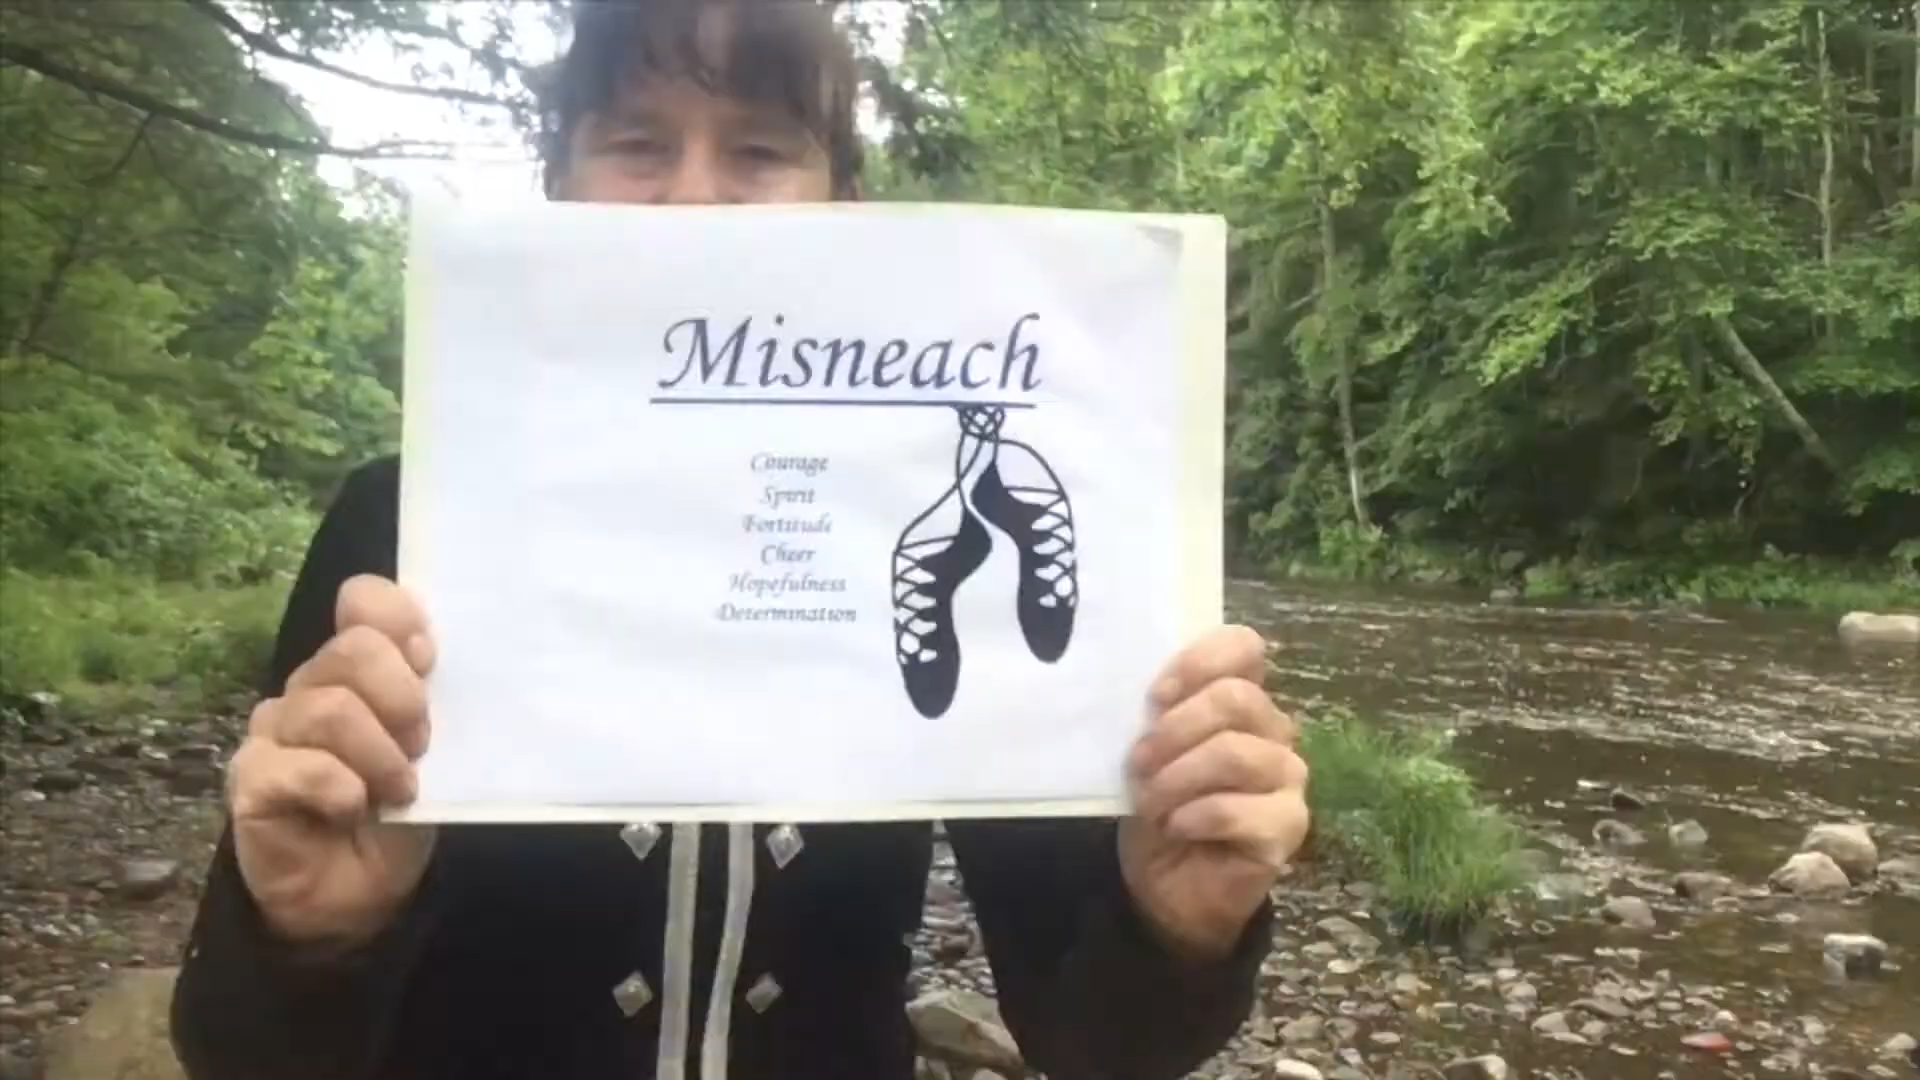 Misneach
Courage
Spirit
Fortitude
Cheer
Hopefulness
Determination